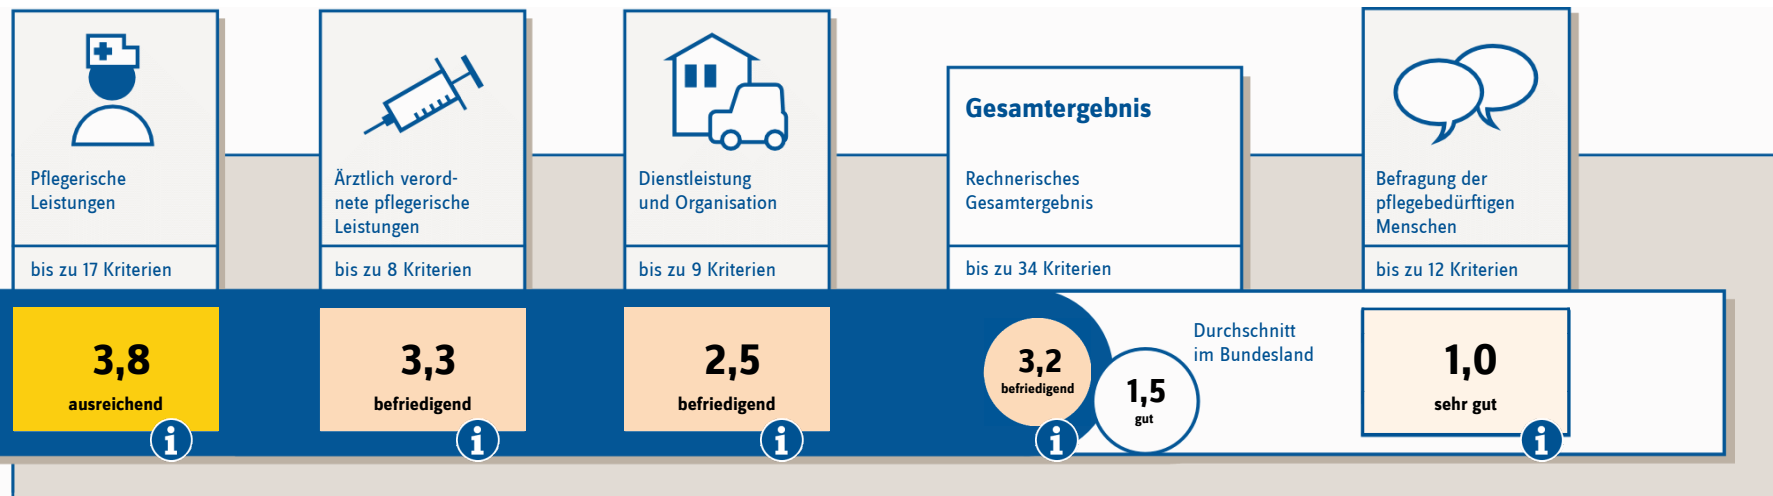 Pflegerische
Leistungen
bis zu 17 Kriterien
3,8
ausreichend
i
Ärztlich verord-
nete pflegerische
Leistungen
bis zu 8 Kriterien
3,3
befriedigend
i
Dienstleistung
und Organisation
bis zu 9 Kriterien
2,5
befriedigend
i
Gesamtergebnis
Rechnerisches
Gesamtergebnis
bis zu 34 Kriterien
3,2
befriedigend
i
1,5
gut
Durchschnitt
im Bundesland
Befragung der
pflegebedürftigen
Menschen
bis zu 12 Kriterien
1,0
sehr gut
i